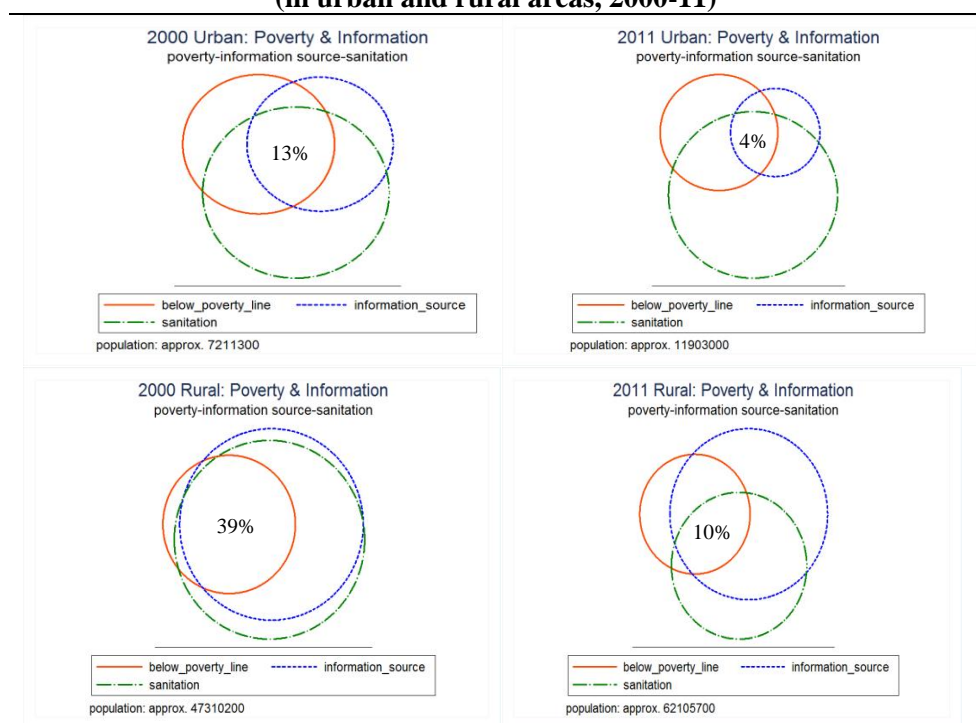 (in urban and rural areas, 2000-11)
2000 Urban: Poverty & Information
poverty-information source-sanitation
13%
below_poverty_line
information_source
sanitation
population: approx. 7211300
2011 Urban: Poverty & Information
poverty-information source-sanitation
4%
below_poverty_line
information_source
sanitation
population: approx. 11903000
2000 Rural: Poverty & Information
poverty-information source-sanitation
39%
below_poverty_line
information_source
sanitation
population: approx. 47310200
2011 Rural: Poverty & Information
poverty-information source-sanitation
10%
below_poverty_line
information_source
sanitation
population: approx. 62105700